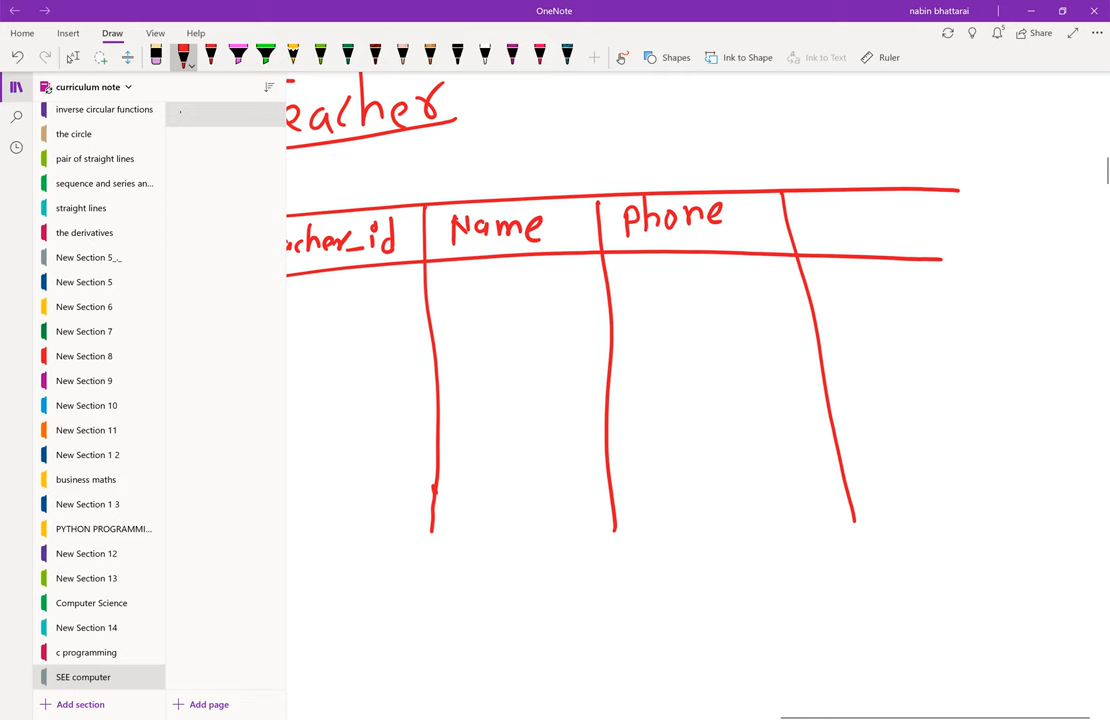 OneNote
nabin bhattarai
Home Insert Draw View Help
5 Share
Shapes Ink to Shape Ink to Text Ruler
curriculum note
inverse circular functions
the circle
pair of straight lines
sequence and series an...
straight lines
the derivatives
New Section 5_._
New Section 5
New Section 6
New Section 7
New Section 8
New Section 9
New Section 10
New Section 11
New Section 1 2
business maths
New Section 1 3
PYTHON PROGRAMMI...
New Section 12
New Section 13
Computer Science
New Section 14
c programming
SEE computer
Add section Add page
eacher
acher_id Name Phone